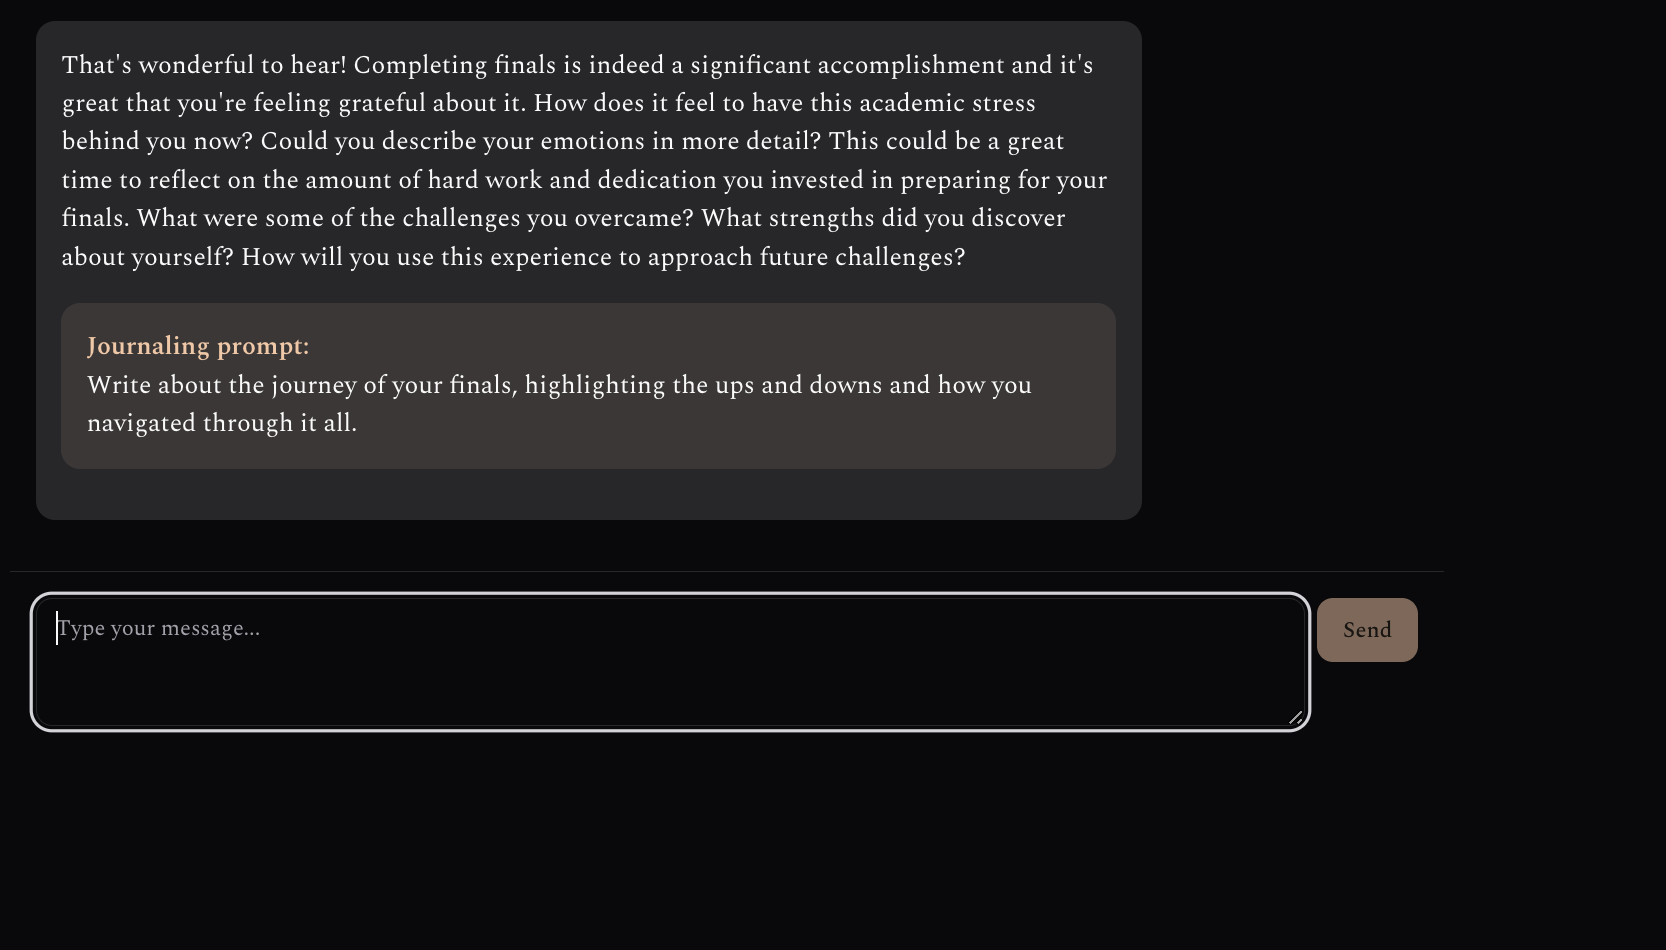 That's wonderful to hear! Completing finals is indeed a significant accomplishment and it's
great that you're feeling grateful about it. How does it feel to have this academic stress
behind you now? Could you describe your emotions in more detail? This could be a great
time to reflect on the amount of hard work and dedication you invested in preparing for your
finals. What were some of the challenges you overcame? What strengths did you discover
about yourself? How will you use this experience to approach future challenges?
Journaling prompt:
Write about the journey of your finals, highlighting the ups and downs and how you
navigated through it all.
Type your message...
Send